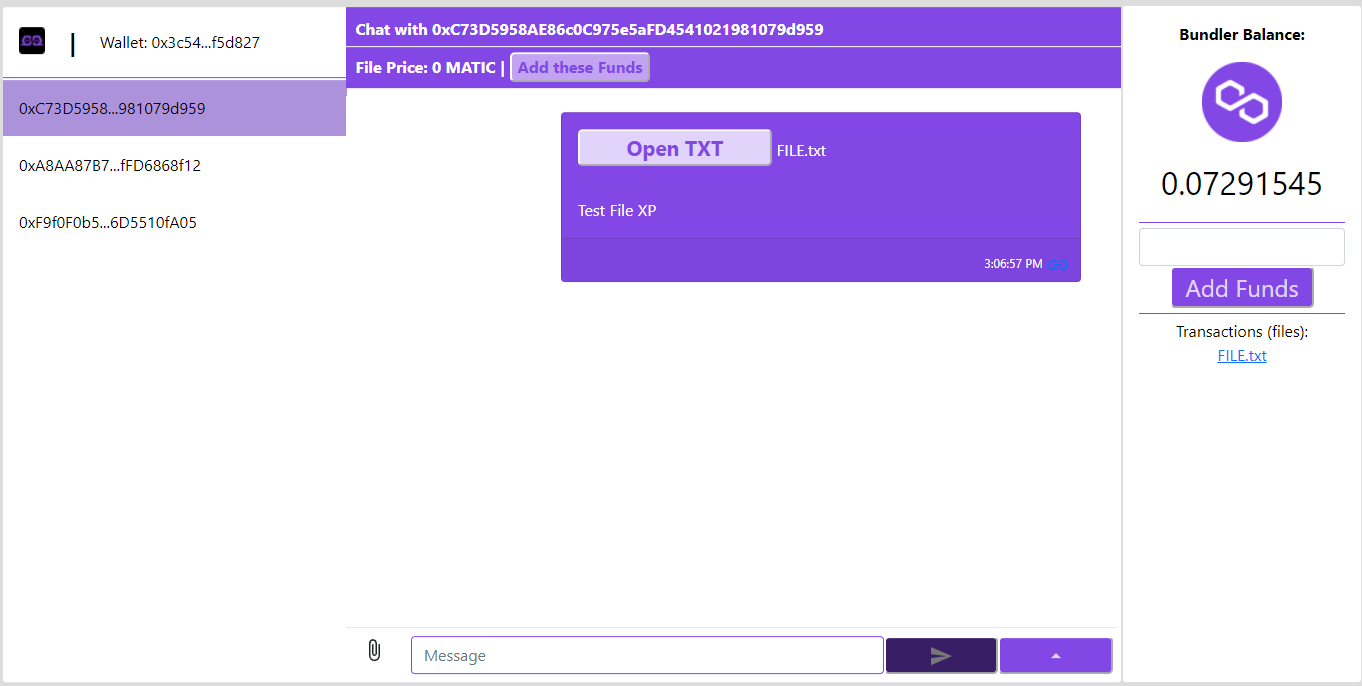 Wallet: 0x3c54...f5d827
0xC73D5958...981079d959
0xA8AA87B7...fFD6868f12
0xF9f0F0b5...6D5510fA05
Chat with 0xC73D5958AE86c0C975e5aFD4541021981079d959
File Price: 0 MATIC | Add these Funds
Open TXT FILE.txt
Test File XP
3:06:57 PM
Message
Bundler Balance:
0.07291545
Add Funds
Transactions (files):
FILE.txt